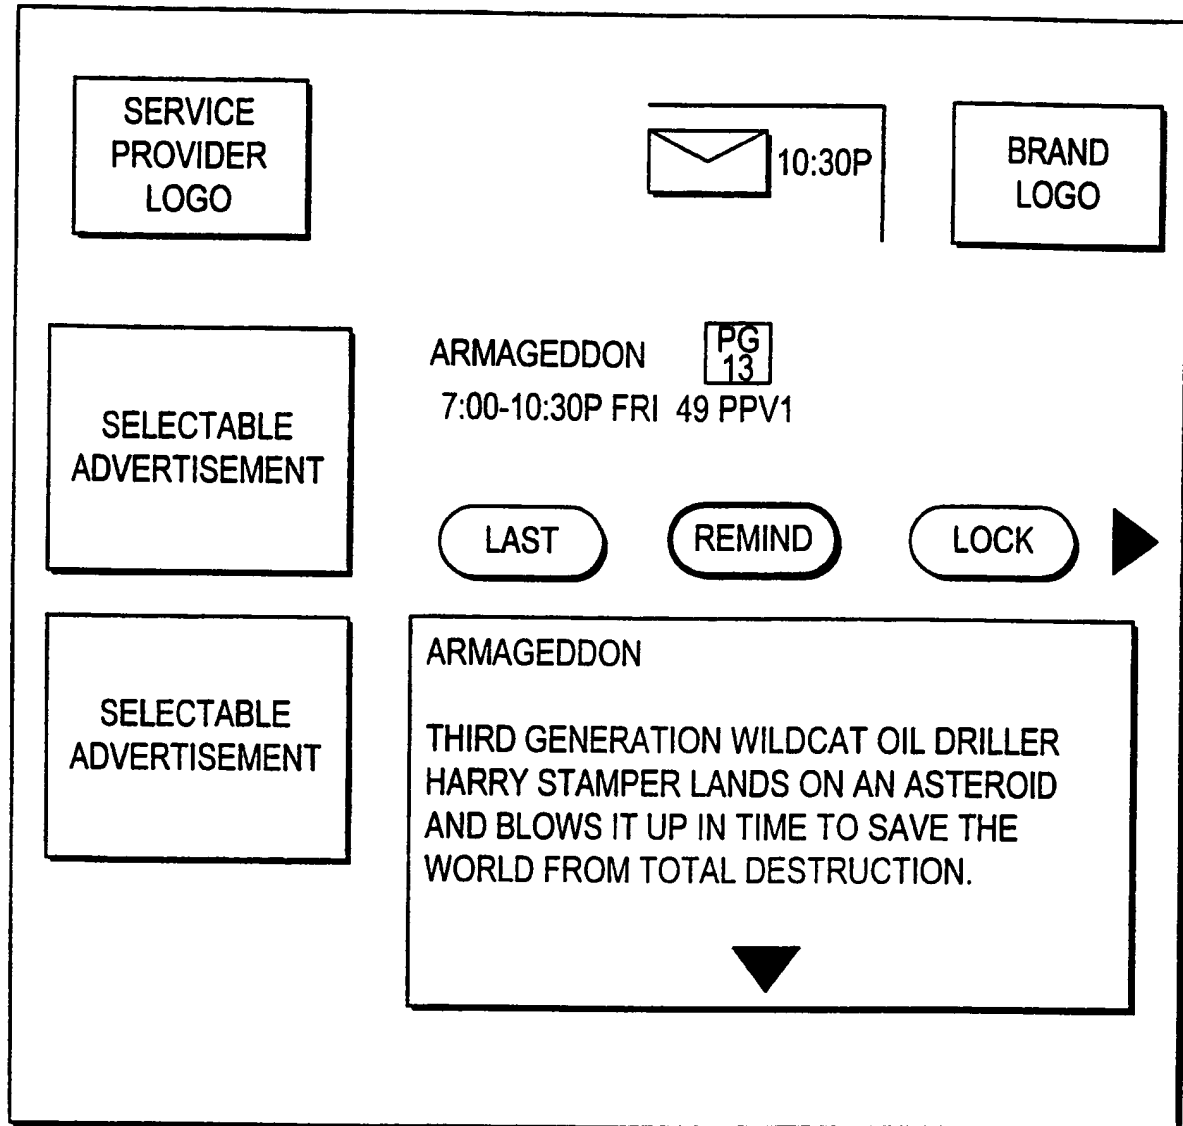 SERVICE
PROVIDER
LOGO
10:30P
BRAND
LOGO
SELECTABLE
ADVERTISEMENT
ARMAGEDDON
PG
13
7:00-10:30P FRI 49 PPV1
LAST
REMIND
LOCK
SELECTABLE
ADVERTISEMENT
ARMAGEDDON
THIRD GENERATION WILDCAT OIL DRILLER
HARRY STAMPER LANDS ON AN ASTEROID
AND BLOWS IT UP IN TIME TO SAVE THE
WORLD FROM TOTAL DESTRUCTION.